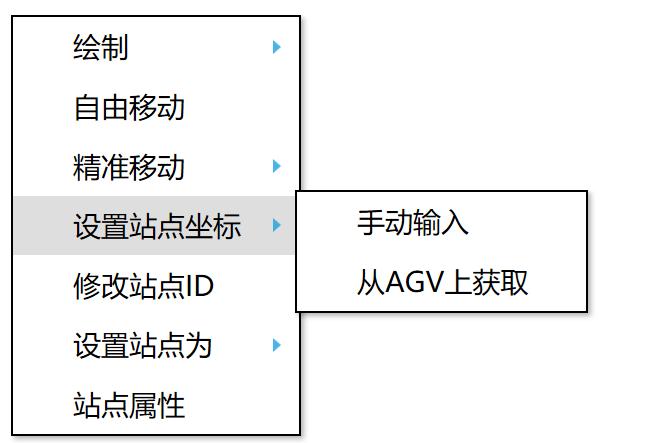 绘制
自由移动
精准移动
设置站点坐标
手动输入
从AGV上获取
修改站点ID
设置站点为
站点属性